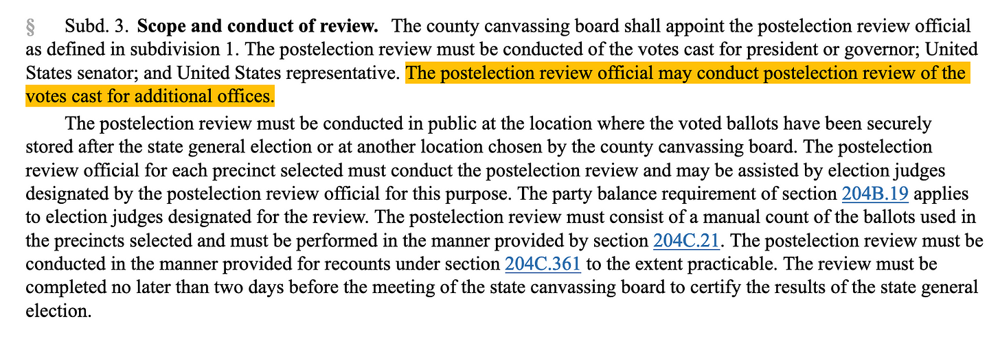 § Subd. 3. Scope and conduct of review. The county canvassing board shall appoint the postelection review official
as defined in subdivision 1. The postelection review must be conducted of the votes cast for president or governor; United
States senator; and United States representative. The postelection review official may conduct postelection review of the
votes cast for additional offices.
The postelection review must be conducted in public at the location where the voted ballots have been securely
stored after the state general election or at another location chosen by the county canvassing board. The postelection
review official for each precinct selected must conduct the postelection review and may be assisted by election judges
designated by the postelection review official for this purpose. The party balance requirement of section 204B.19 applies
to election judges designated for the review. The postelection review must consist of a manual count of the ballots used in
the precincts selected and must be performed in the manner provided by section 204C.21. The postelection review must be
conducted in the manner provided for recounts under section 204C.361 to the extent practicable. The review must be
completed no later than two days before the meeting of the state canvassing board to certify the results of the state general
election.